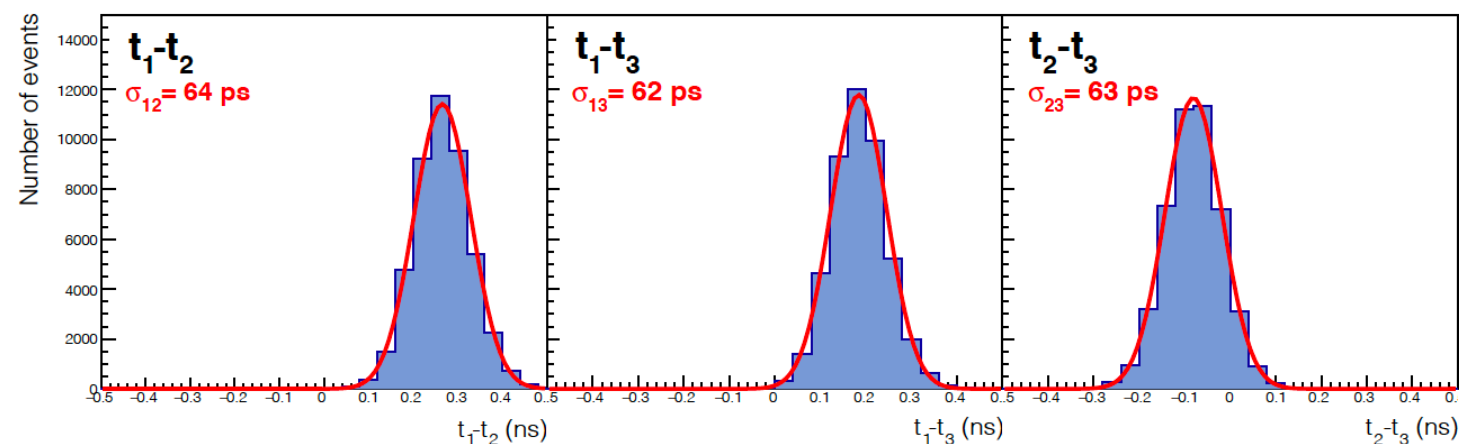 Number of events
14000
12000
10000
8000
6000
4000
2000
0
t1-t2
σ12= 64 ps
−0.5 −0.4 −0.3 −0.2 −0.1 0 0.1 0.2 0.3 0.4 0.5
t1-t2 (ns)
t1-t3
σ13= 62 ps
−0.4 −0.3 −0.2 −0.1 0 0.1 0.2 0.3 0.4 0.5
t1-t3 (ns)
t2-t3
σ23= 63 ps
−0.4 −0.3 −0.2 −0.1 0 0.1 0.2 0.3 0.4
t2-t3 (ns)